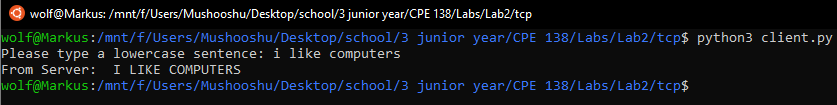 wolf@Markus: /mnt/f/Users/Mushooshu/Desktop/school/3 junior year/CPE 138/Labs/Lab2/tcp
wolf@Markus:/mnt/f/Users/Mushooshu/Desktop/school/3 junior year/CPE 138/Labs/Lab2/tcp$ python3 client.py
Please type a lowercase sentence: i like computers
From Server:  I LIKE COMPUTERS
wolf@Markus:/mnt/f/Users/Mushooshu/Desktop/school/3 junior year/CPE 138/Labs/Lab2/tcp$